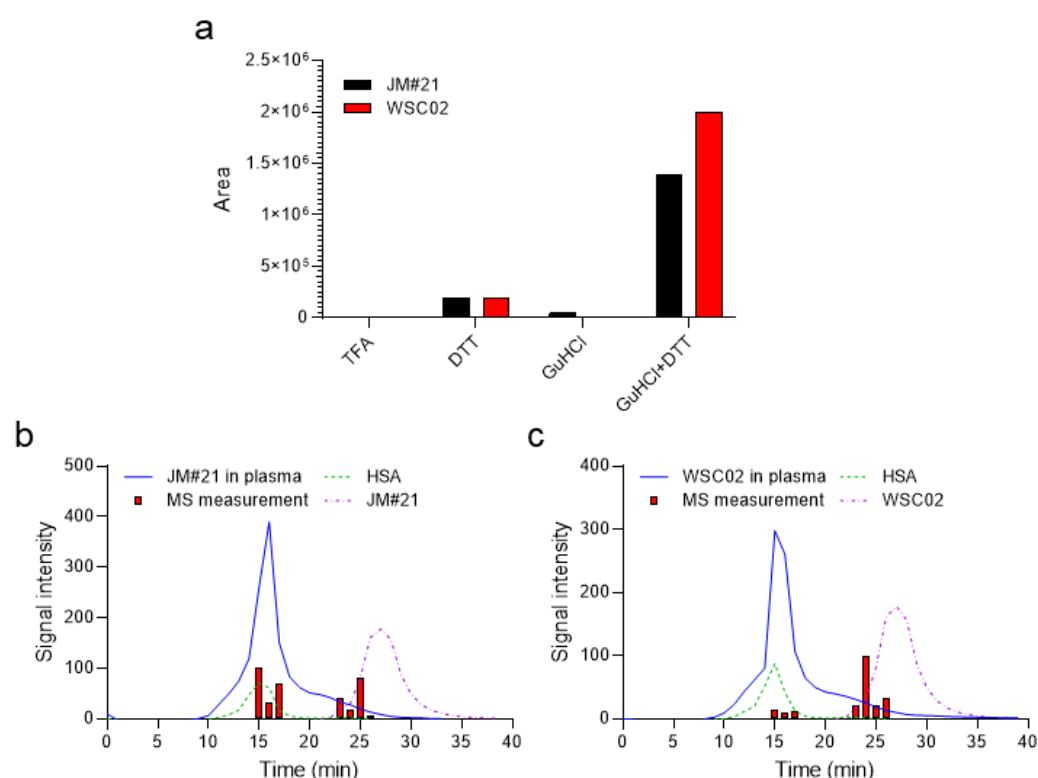 a
2.5×10⁶
2×10⁶
1.5×10⁶
1×10⁶
5×10⁵
0
Area
JM#21
WSC02
TFA
DTT
GuHCl
GuHCl+DTT
b
500
400
300
200
100
0
Signal intensity
JM#21 in plasma
HSA
MS measurement
JM#21
0 5 10 15 20 25 30 35 40
Time (min)
c
400
300
200
100
0
Signal intensity
WSC02 in plasma
HSA
MS measurement
WSC02
0 5 10 15 20 25 30 35 40
Time (min)